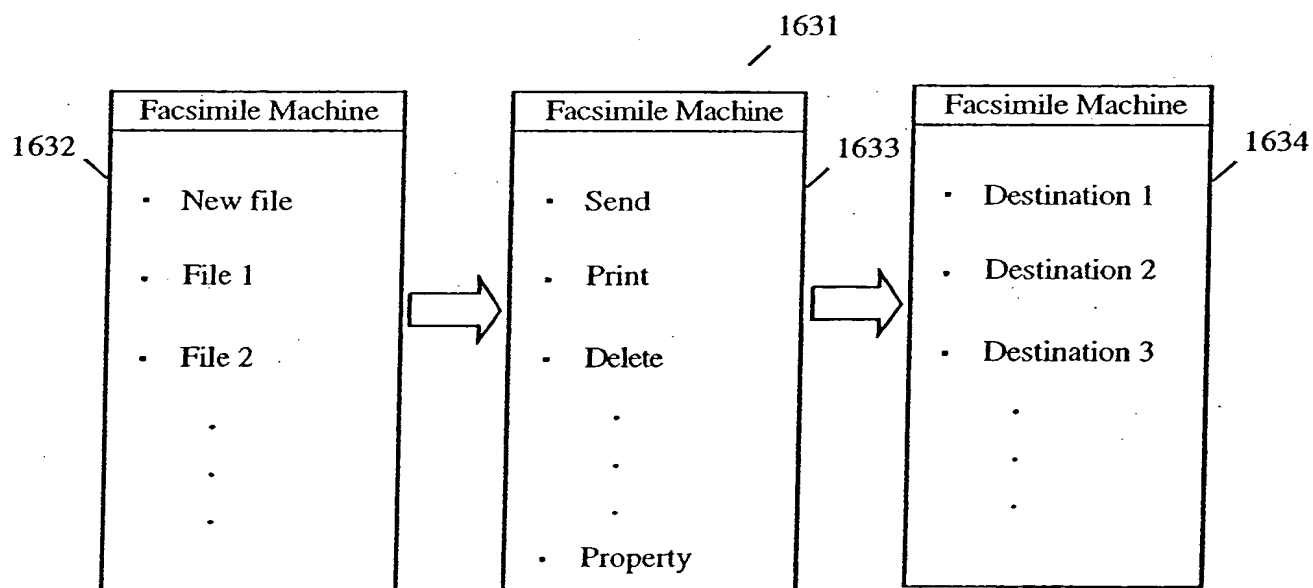 1631
Facsimile Machine
1632
· New file
· File 1
· File 2
.
.
.
Facsimile Machine
1633
· Send
· Print
· Delete
.
.
.
· Property
Facsimile Machine
1634
· Destination 1
· Destination 2
· Destination 3
.
.
.